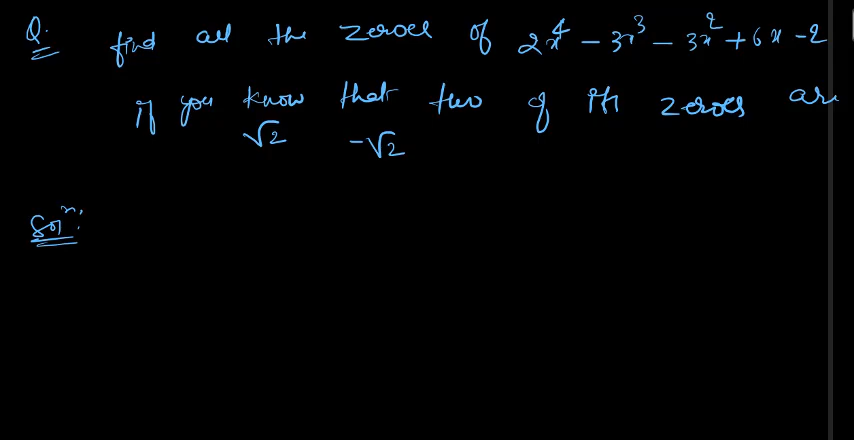 Q. find all the zeroes of 2x⁴ - 3x³ - 3x² + 6x - 2
if you know that two of its zeroes are
√2 -√2
Solⁿ: